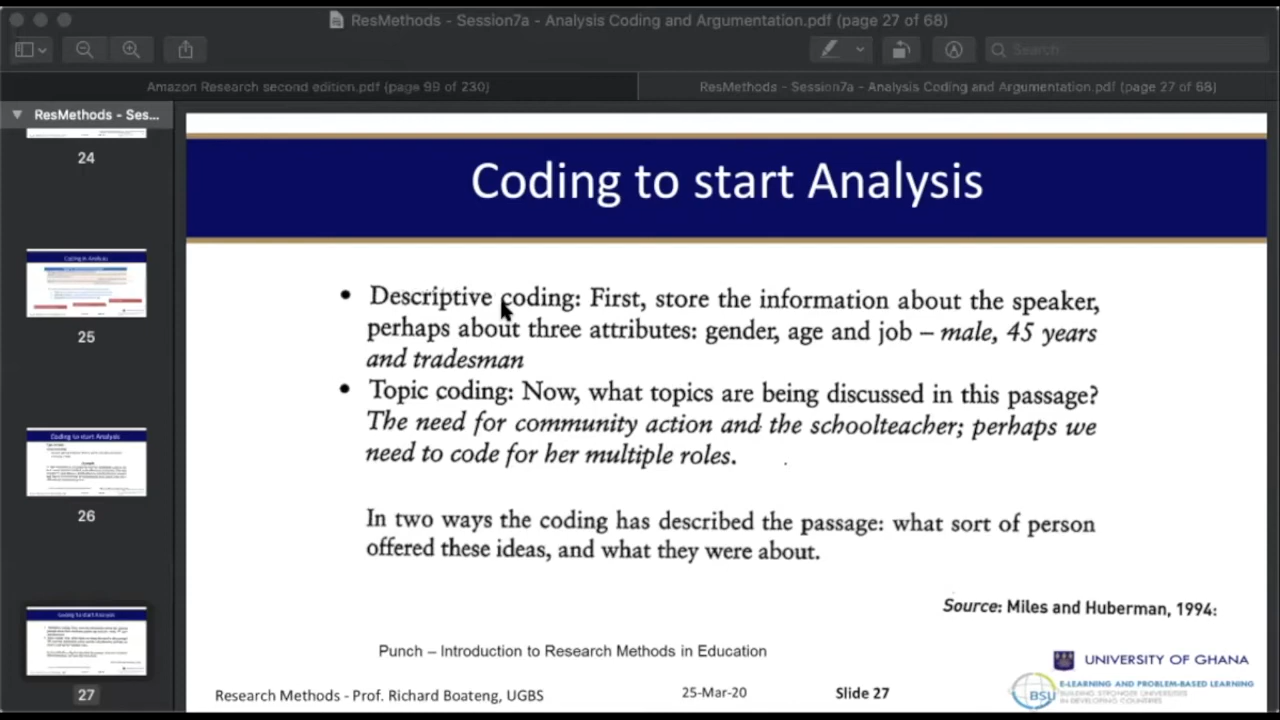 ResMethods - Session7a - Analysis Coding and Argumentation.pdf (page 27 of 68)
Search
Amazon Research second edition.pdf (page 99 of 230)
ResMethods - Session7a - Analysis Coding and Argumentation.pdf (page 27 of 68)
ResMethods - Ses...
24
25
Coding to start Analysis
26
27
Coding to start Analysis
• Descriptive coding: First, store the information about the speaker,
perhaps about three attributes: gender, age and job – male, 45 years
and tradesman
• Topic coding: Now, what topics are being discussed in this passage?
The need for community action and the schoolteacher; perhaps we
need to code for her multiple roles.
In two ways the coding has described the passage: what sort of person
offered these ideas, and what they were about.
Source: Miles and Huberman, 1994:
Punch – Introduction to Research Methods in Education
UNIVERSITY OF GHANA
BSU
E-LEARNING AND PROBLEM-BASED LEARNING
BUILDING STRONGER UNIVERSITIES
IN DEVELOPING COUNTRIES
Research Methods - Prof. Richard Boateng, UGBS
25-Mar-20
Slide 27